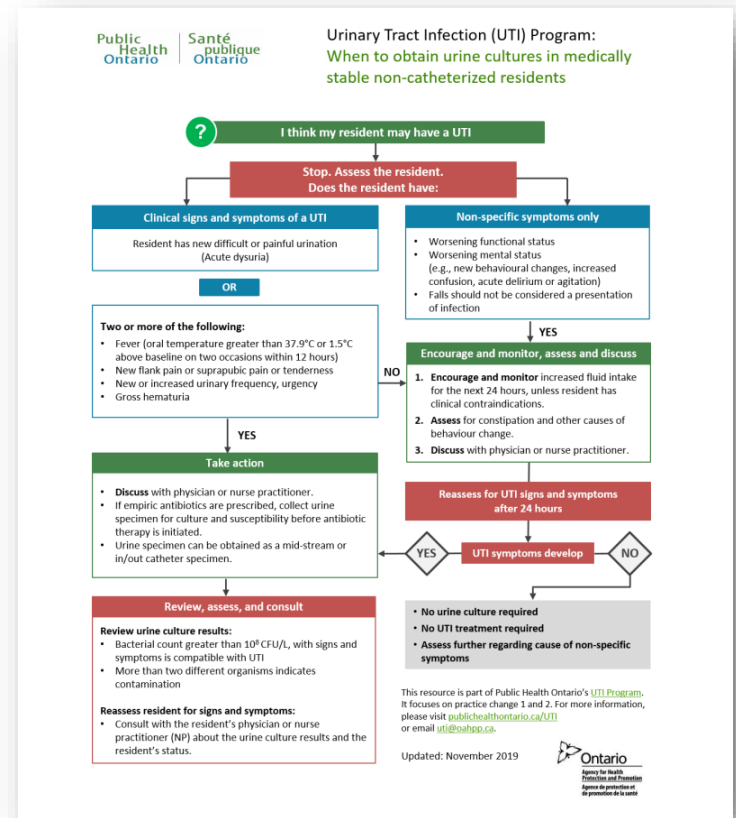 Public
Health
Ontario
Santé
publique
Ontario
Urinary Tract Infection (UTI) Program:
When to obtain urine cultures in medically
stable non-catheterized residents
?
I think my resident may have a UTI
Stop. Assess the resident.
Does the resident have:
Clinical signs and symptoms of a UTI
Resident has new difficult or painful urination
(Acute dysuria)
OR
Two or more of the following:
• Fever (oral temperature greater than 37.9°C or 1.5°C
above baseline on two occasions within 12 hours)
• New flank pain or suprapubic pain or tenderness
• New or increased urinary frequency, urgency
• Gross hematuria
NO
YES
Non-specific symptoms only
• Worsening functional status
• Worsening mental status
(e.g., new behavioural changes, increased
confusion, acute delirium or agitation)
• Falls should not be considered a presentation
of infection
YES
Encourage and monitor, assess and discuss
1. Encourage and monitor increased fluid intake
for the next 24 hours, unless resident has
clinical contraindications.
2. Assess for constipation and other causes of
behaviour change.
3. Discuss with physician or nurse practitioner.
Take action
• Discuss with physician or nurse practitioner.
• If empiric antibiotics are prescribed, collect urine
specimen for culture and susceptibility before antibiotic
therapy is initiated.
• Urine specimen can be obtained as a mid-stream or
in/out catheter specimen.
Reassess for UTI signs and symptoms
after 24 hours
YES
UTI symptoms develop
NO
Review, assess, and consult
Review urine culture results:
• Bacterial count greater than 10⁸ CFU/L, with signs and
symptoms is compatible with UTI
• More than two different organisms indicates
contamination
Reassess resident for signs and symptoms:
• Consult with the resident's physician or nurse
practitioner (NP) about the urine culture results and the
resident's status.
• No urine culture required
• No UTI treatment required
• Assess further regarding cause of non-specific
symptoms
This resource is part of Public Health Ontario's UTI Program.
It focuses on practice change 1 and 2. For more information,
please visit publichealthontario.ca/UTI
or email uti@oahpp.ca.
Updated: November 2019
Ontario
Agency for Health
Protection and Promotion
Agence de protection et
de promotion de la santé